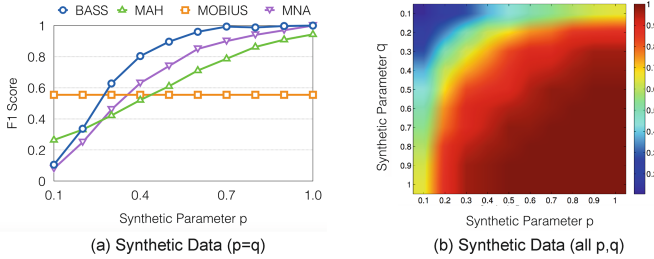 BASS MAH MOBIUS MNA
F1 Score
1
0.8
0.6
0.4
0.2
0
0.1 0.4 0.7 1.0
Synthetic Parameter p
(a) Synthetic Data (p=q)
Synthetic Parameter q
0.1
0.2
0.3
0.4
0.5
0.6
0.7
0.8
0.9
1
0.1 0.2 0.3 0.4 0.5 0.6 0.7 0.8 0.9 1
Synthetic Parameter p
1
0.9
0.8
0.7
0.6
0.5
0.4
0.3
0.2
(b) Synthetic Data (all p,q)